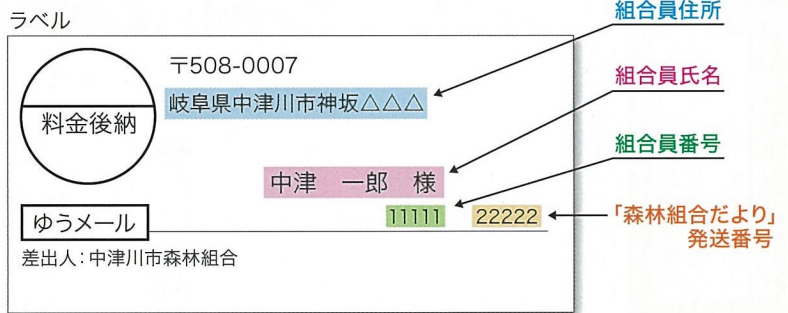 ラベル
組合員住所
〒508-0007
岐阜県中津川市神坂△△△
組合員氏名
料金後納
組合員番号
中津 一郎 様
11111 22222
「森林組合だより」
発送番号
ゆうメール
差出人:中津川市森林組合